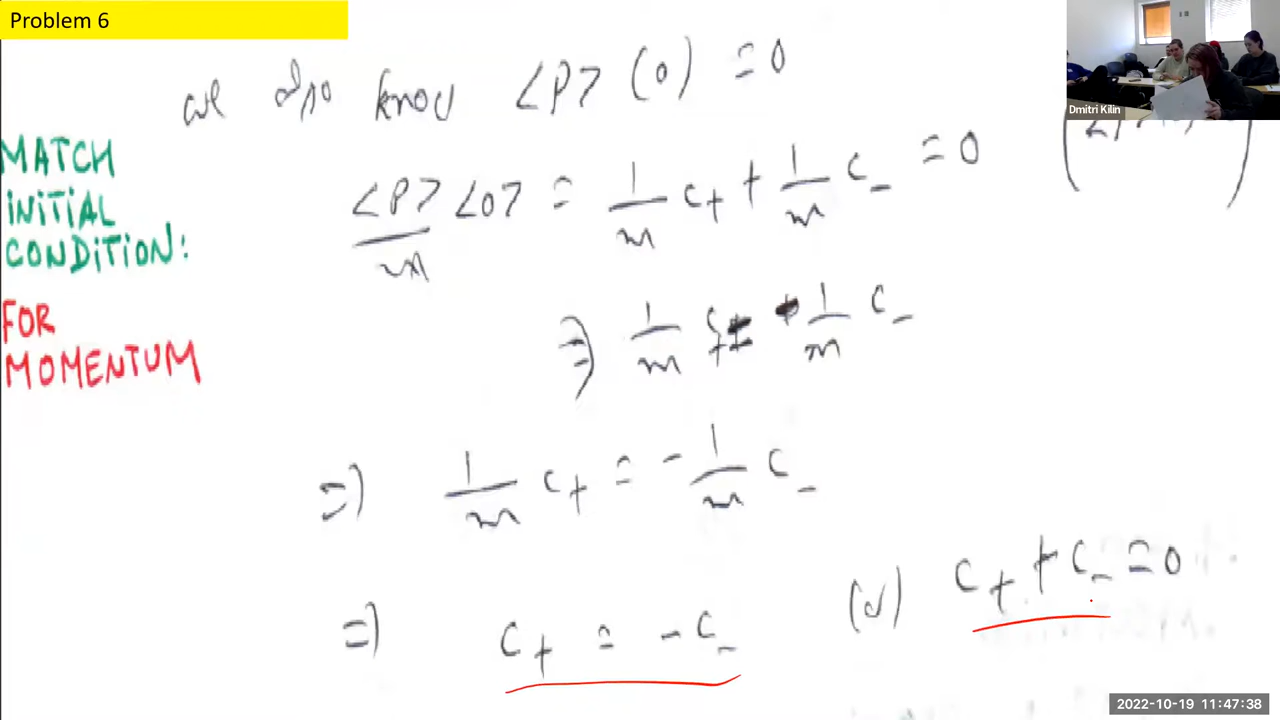 Problem 6
we also know <P> (0) = 0
MATCH
INITIAL
CONDITION:
FOR
MOMENTUM
<P>/m <0> = 1/m C+ + 1/m C- = 0
=> 1/m C+ 1/m C-
=> 1/m C+ = - 1/m C-
=> C+ = - C- (or) C+ + C- = 0
Dmitri Kilin
2022-10-19 11:47:38